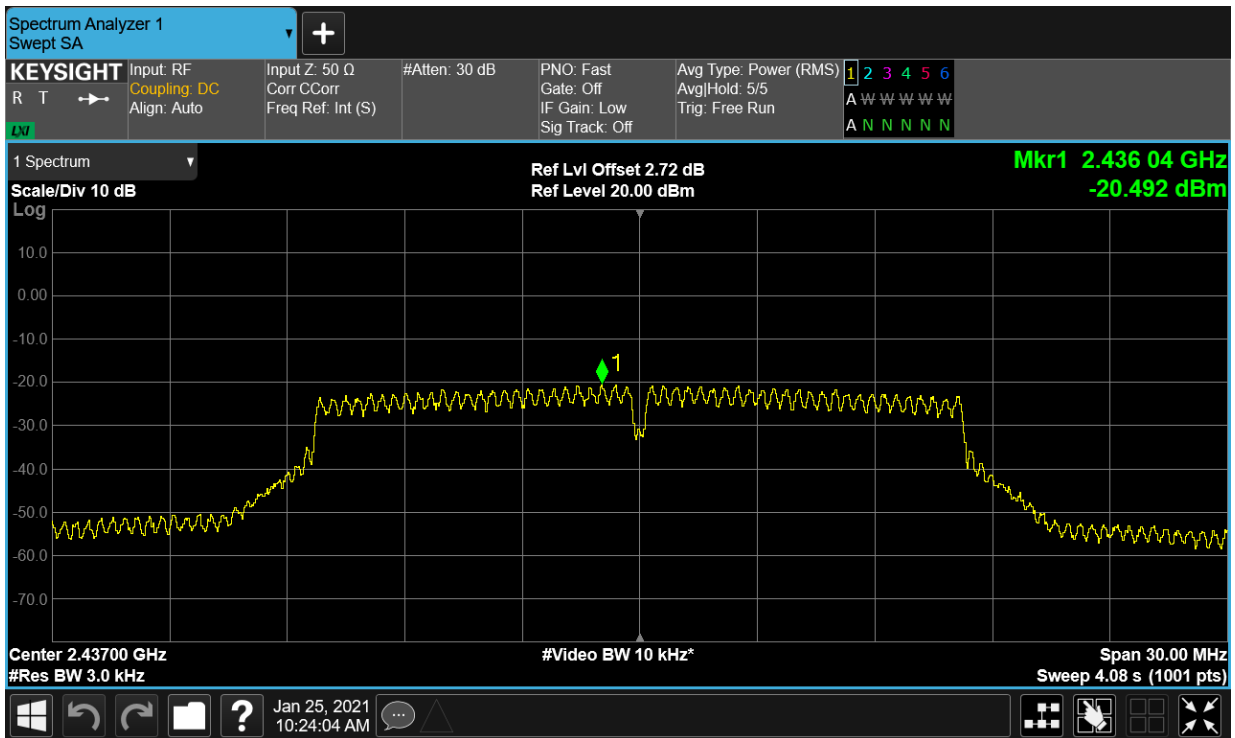 Spectrum Analyzer 1
Swept SA
+
KEYSIGHT
R T
LXI
Input: RF
Coupling: DC
Align: Auto
Input Z: 50 Ω
Corr CCorr
Freq Ref: Int (S)
#Atten: 30 dB
PNO: Fast
Gate: Off
IF Gain: Low
Sig Track: Off
Avg Type: Power (RMS)
Avg|Hold: 5/5
Trig: Free Run
1 2 3 4 5 6
A W W W W W
A N N N N N
1 Spectrum
Scale/Div 10 dB
Log
Ref Lvl Offset 2.72 dB
Ref Level 20.00 dBm
Mkr1 2.436 04 GHz
-20.492 dBm
10.0
0.00
-10.0
1
-20.0
-30.0
-40.0
-50.0
-60.0
-70.0
Center 2.43700 GHz
#Video BW 10 kHz*
Span 30.00 MHz
#Res BW 3.0 kHz
Sweep 4.08 s (1001 pts)
?
Jan 25, 2021
10:24:04 AM